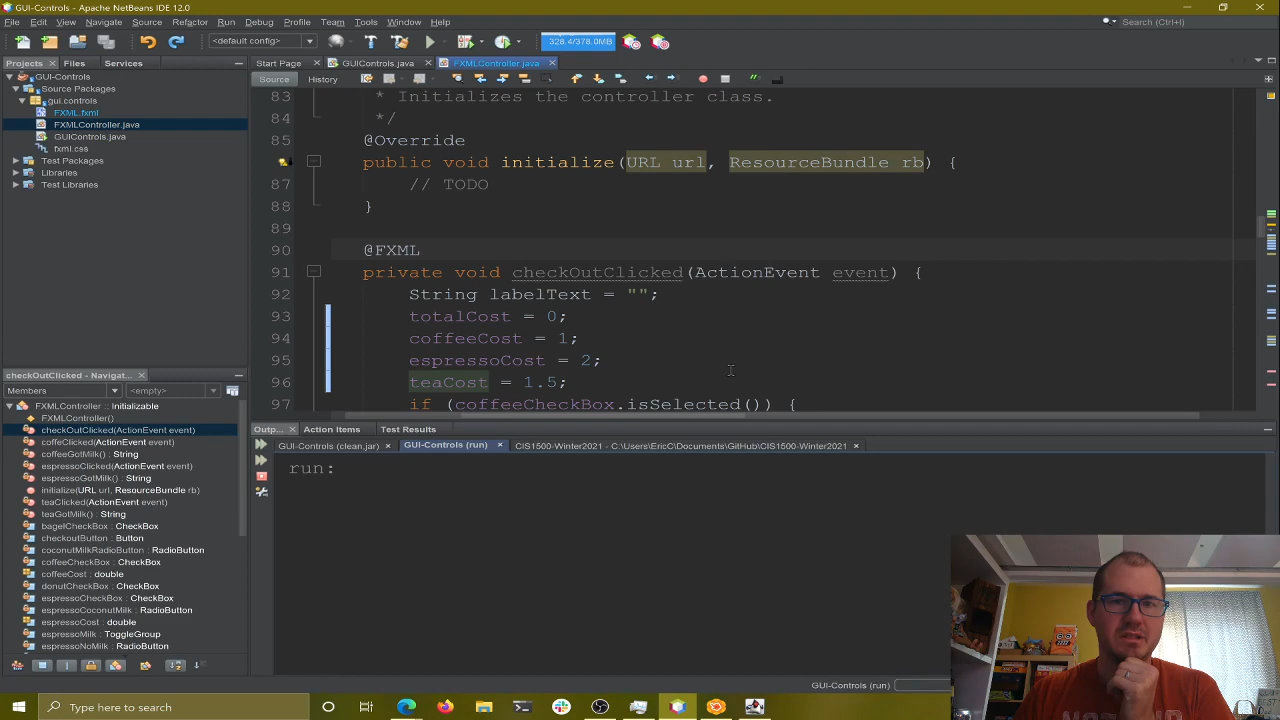 GUI-Controls - Apache NetBeans IDE 12.0
File Edit View Navigate Source Refactor Run Debug Profile Team Tools Window Help
Search (Ctrl+I)
<default config>
328.4/378.0MB
Projects Files Services
Start Page GUIControls.java FXMLController.java
Source History
GUI-Controls
Source Packages
gui.controls
FXML.fxml
FXMLController.java
GUIControls.java
fxml.css
Test Packages
Libraries
Test Libraries
83 * Initializes the controller class.
84 */
85 @Override
public void initialize(URL url, ResourceBundle rb) {
87 // TODO
88 }
89
90 @FXML
91 private void checkOutClicked(ActionEvent event) {
92 String labelText = "";
93 totalCost = 0;
94 coffeeCost = 1;
95 espressoCost = 2;
96 teaCost = 1.5;
97 if (coffeeCheckBox.isSelected()) {
checkOutClicked - Navigat...
Members <empty>
FXMLController :: Initializable
FXMLController()
checkOutClicked(ActionEvent event)
coffeClicked(ActionEvent event)
coffeeGotMilk() : String
espressoClicked(ActionEvent event)
espressoGotMilk() : String
initialize(URL url, ResourceBundle rb)
teaClicked(ActionEvent event)
teaGotMilk() : String
bagelCheckBox : CheckBox
checkoutButton : Button
coconutMilkRadioButton : RadioButton
coffeeCheckBox : CheckBox
coffeeCost : double
donutCheckBox : CheckBox
espressoCheckBox : CheckBox
espressoCoconutMilk : RadioButton
espressoCost : double
espressoMilk : ToggleGroup
espressoNoMilk : RadioButton
Outp... Action Items Test Results
GUI-Controls (clean,jar) GUI-Controls (run) CIS1500-Winter2021 - C:\Users\EricC\Documents\GitHub\CIS1500-Winter2021
run:
GUI-Controls (run)
Type here to search